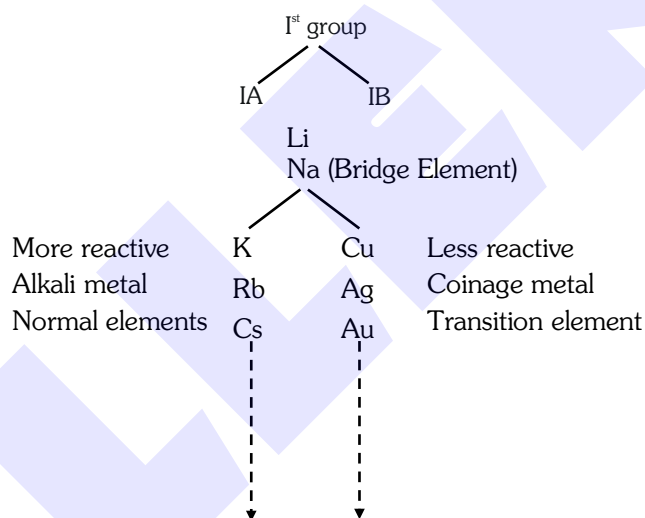 Iˢᵗ group
IA IB
Li
Na (Bridge Element)
More reactive K Cu Less reactive
Alkali metal Rb Ag Coinage metal
Normal elements Cs Au Transition element